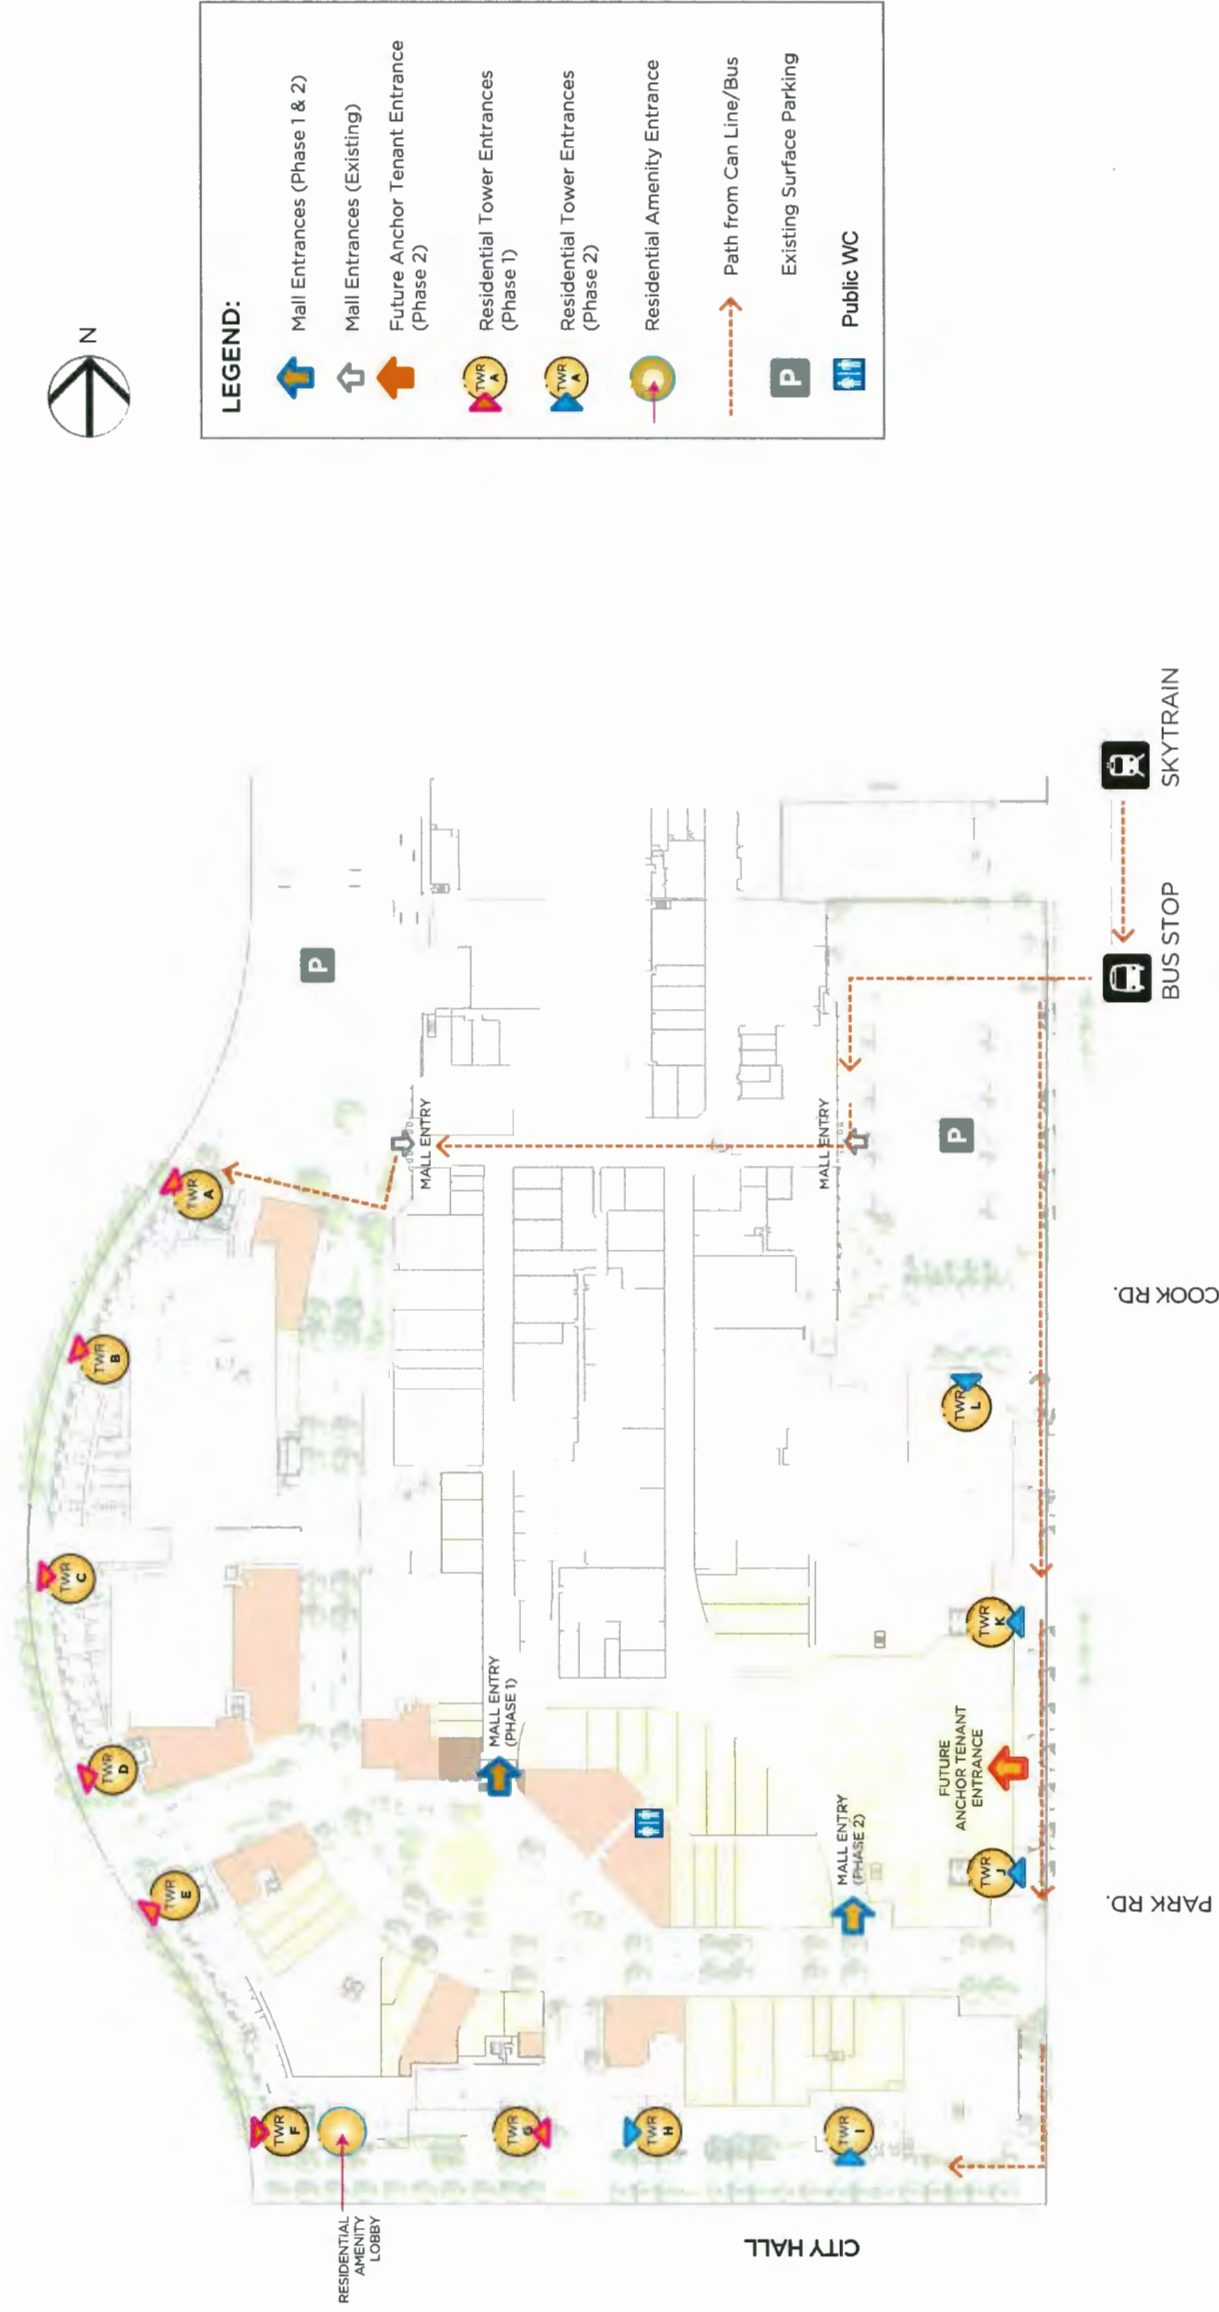 N
LEGEND:
Mall Entrances (Phase 1 & 2)
Mall Entrances (Existing)
Future Anchor Tenant Entrance
(Phase 2)
TWR
A
Residential Tower Entrances
(Phase 1)
TWR
A
Residential Tower Entrances
(Phase 2)
Residential Amenity Entrance
Path from Can Line/Bus
P
Existing Surface Parking
Public WC
TWR
A
TWR
B
TWR
C
TWR
D
TWR
E
TWR
F
RESIDENTIAL
AMENITY
LOBBY
TWR
G
TWR
H
TWR
I
TWR
J
TWR
K
TWR
L
P
MALL ENTRY
MALL ENTRY
P
MALL ENTRY
(PHASE 1)
MALL ENTRY
(PHASE 2)
FUTURE
ANCHOR TENANT
ENTRANCE
BUS STOP
SKYTRAIN
COOK RD.
PARK RD.
CITY HALL